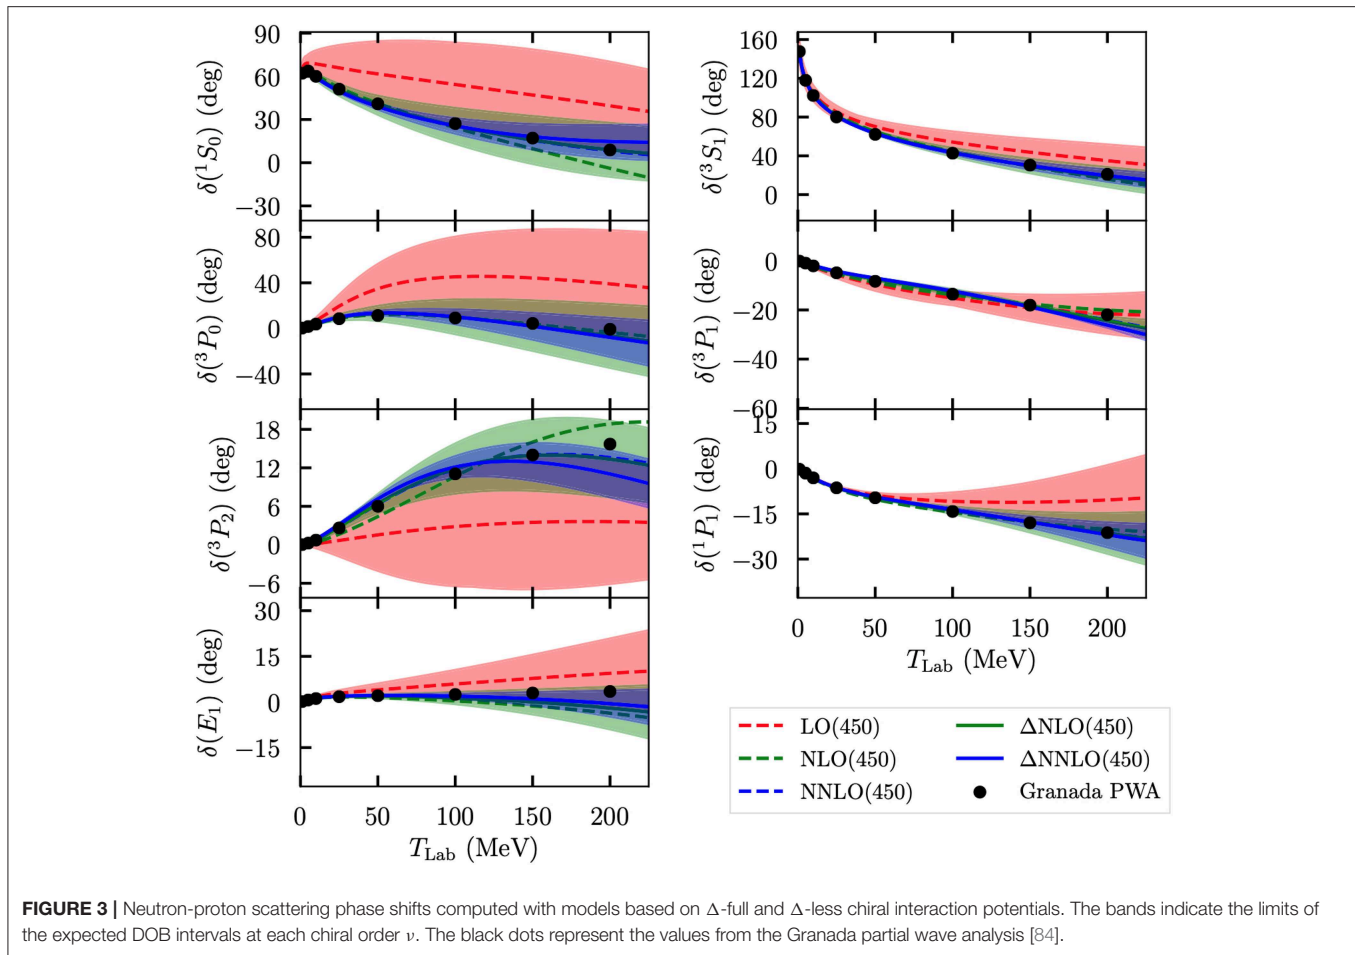 90
60
30
0
−30
δ(¹S₀) (deg)
80
40
0
−40
δ(³P₀) (deg)
18
12
6
0
−6
δ(³P₂) (deg)
30
15
0
−15
δ(E₁) (deg)
0 50 100 150 200
T_Lab (MeV)
160
120
80
40
0
δ(³S₁) (deg)
0
−20
−40
−60
δ(³P₁) (deg)
15
0
−15
−30
δ(¹P₁) (deg)
0 50 100 150 200
T_Lab (MeV)
LO(450)
NLO(450)
NNLO(450)
ΔNLO(450)
ΔNNLO(450)
Granada PWA
FIGURE 3 | Neutron-proton scattering phase shifts computed with models based on Δ-full and Δ-less chiral interaction potentials. The bands indicate the limits of
the expected DOB intervals at each chiral order ν. The black dots represent the values from the Granada partial wave analysis [84].